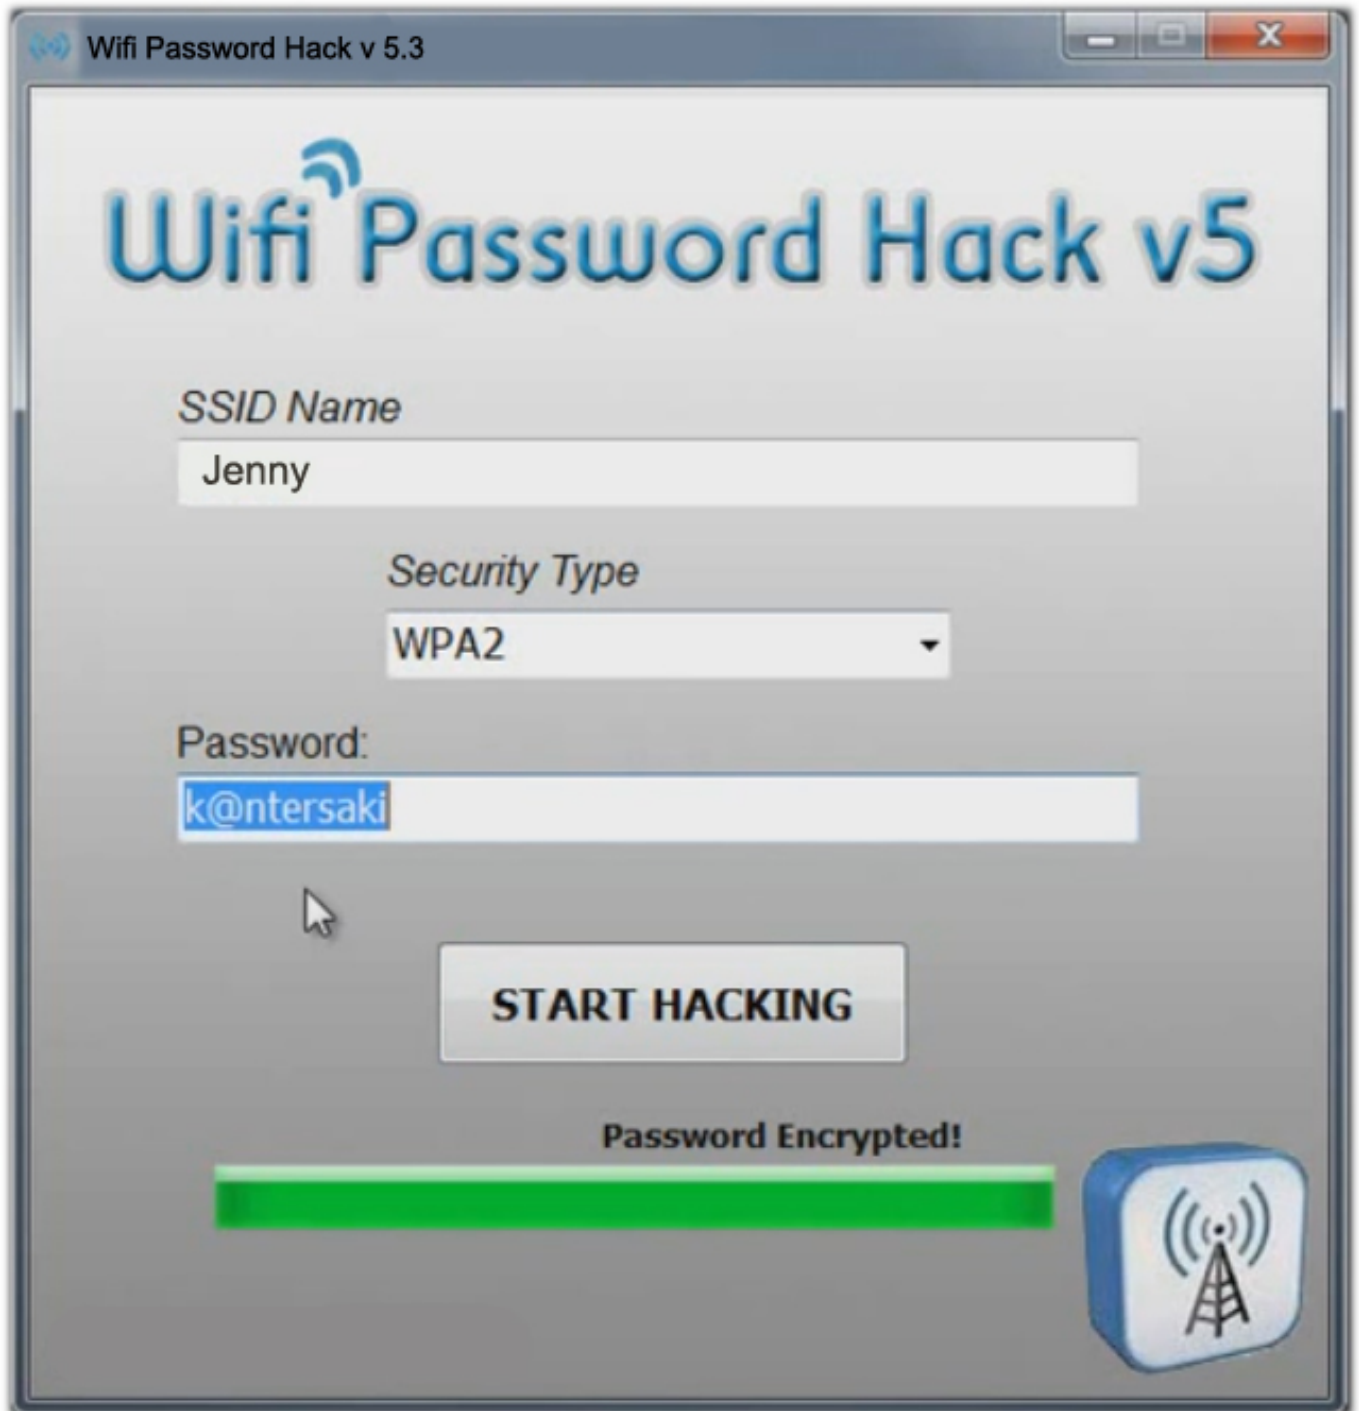 Wifi Password Hack v 5.3
Wifi Password Hack v5
SSID Name
Jenny
Security Type
WPA2
Password:
k@ntersaki
START HACKING
Password Encrypted!